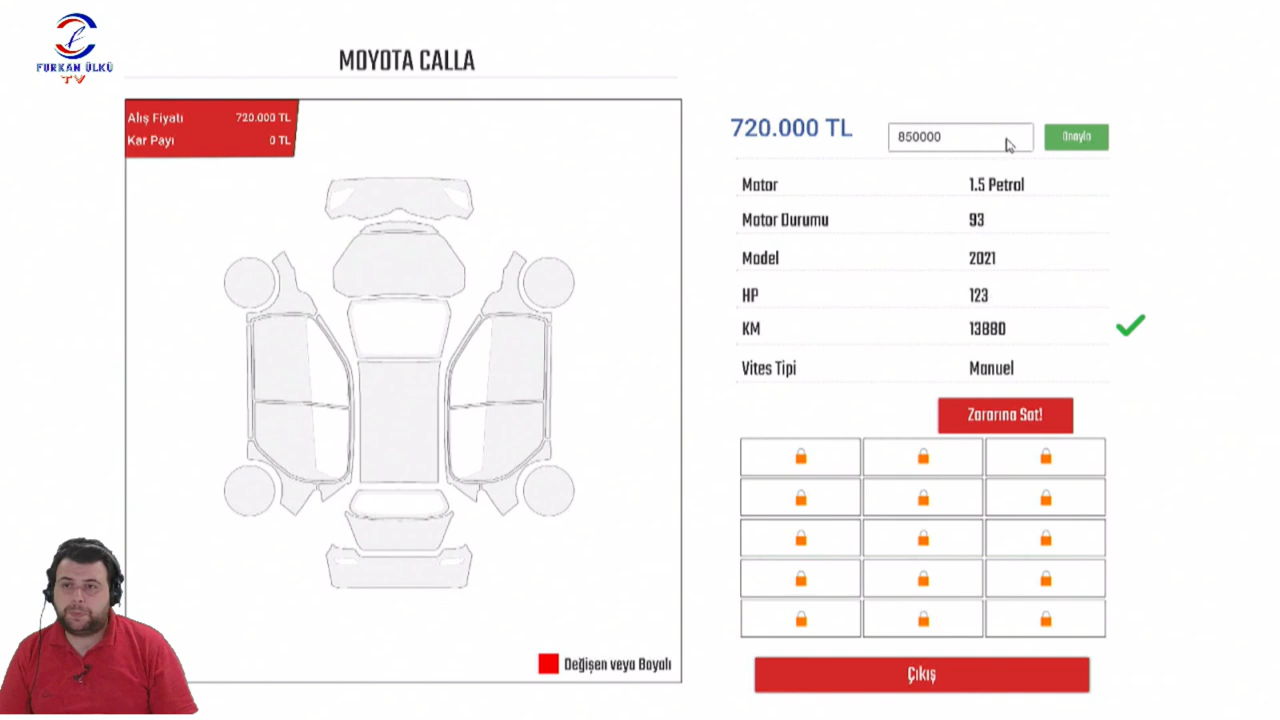 FURKAN ÜLKÜ
TV
MOYOTA CALLA
Alış Fiyatı 720.000 TL
Kar Payı 0 TL
720.000 TL 850000 Onayla
Motor 1.5 Petrol
Motor Durumu 93
Model 2021
HP 123
KM 13880
Vites Tipi Manuel
Zararına Sat!
Değişen veya Boyalı
Çıkış